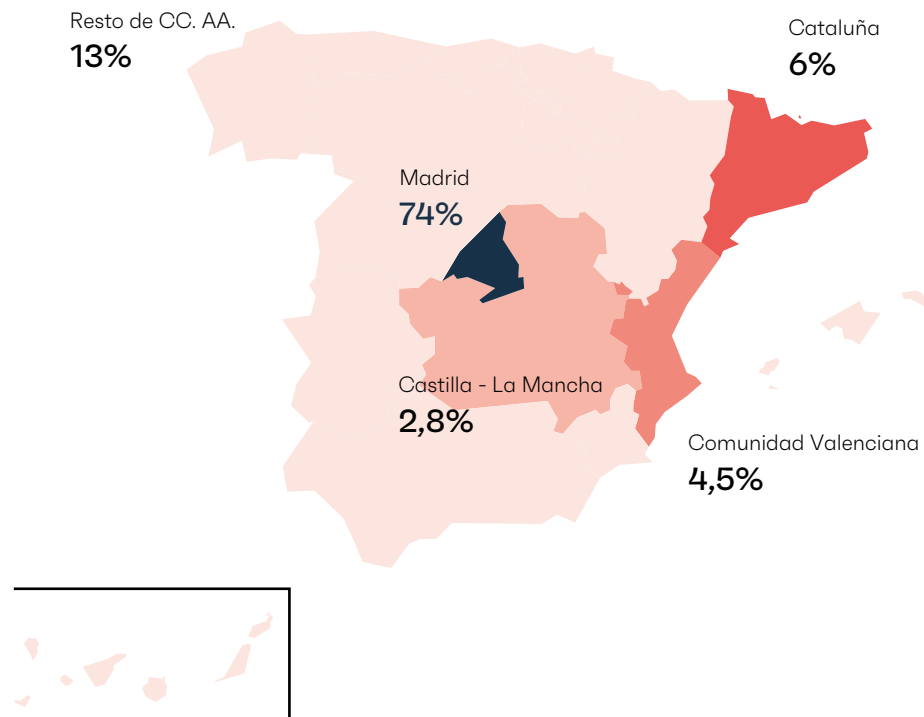 Resto de CC. AA.
13%
Cataluña
6%
Madrid
74%
Castilla - La Mancha
2,8%
Comunidad Valenciana
4,5%